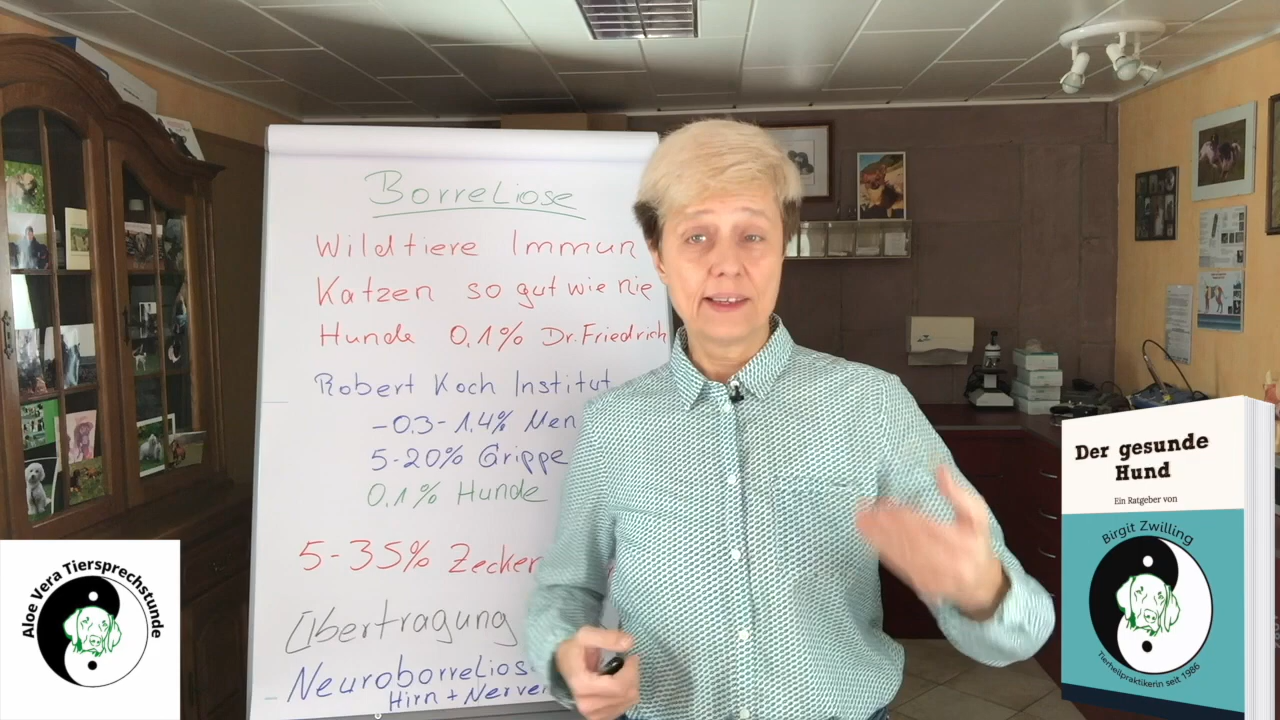 Borreliose
Wildtiere Immun
Katzen so gut wie nie
Hunde 0,1% Dr. Friedrich
Robert Koch Institut
-0.3-1.4% Men
5-20% Grippe
0,1% Hunde
5-35% Zecken
Übertragung
Neuroborreliose
Hirn + Nerven
Aloe Vera Tiersprechstunde
Der gesunde
Hund
Ein Ratgeber von
Birgit Zwilling
Tierheilpraktikerin seit 1986